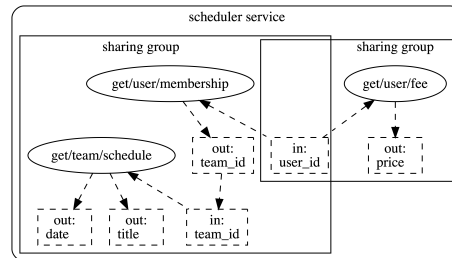 scheduler service
sharing group
sharing group
get/user/membership
get/user/fee
out:
team_id
in:
user_id
out:
price
get/team/schedule
out:
date
out:
title
in:
team_id